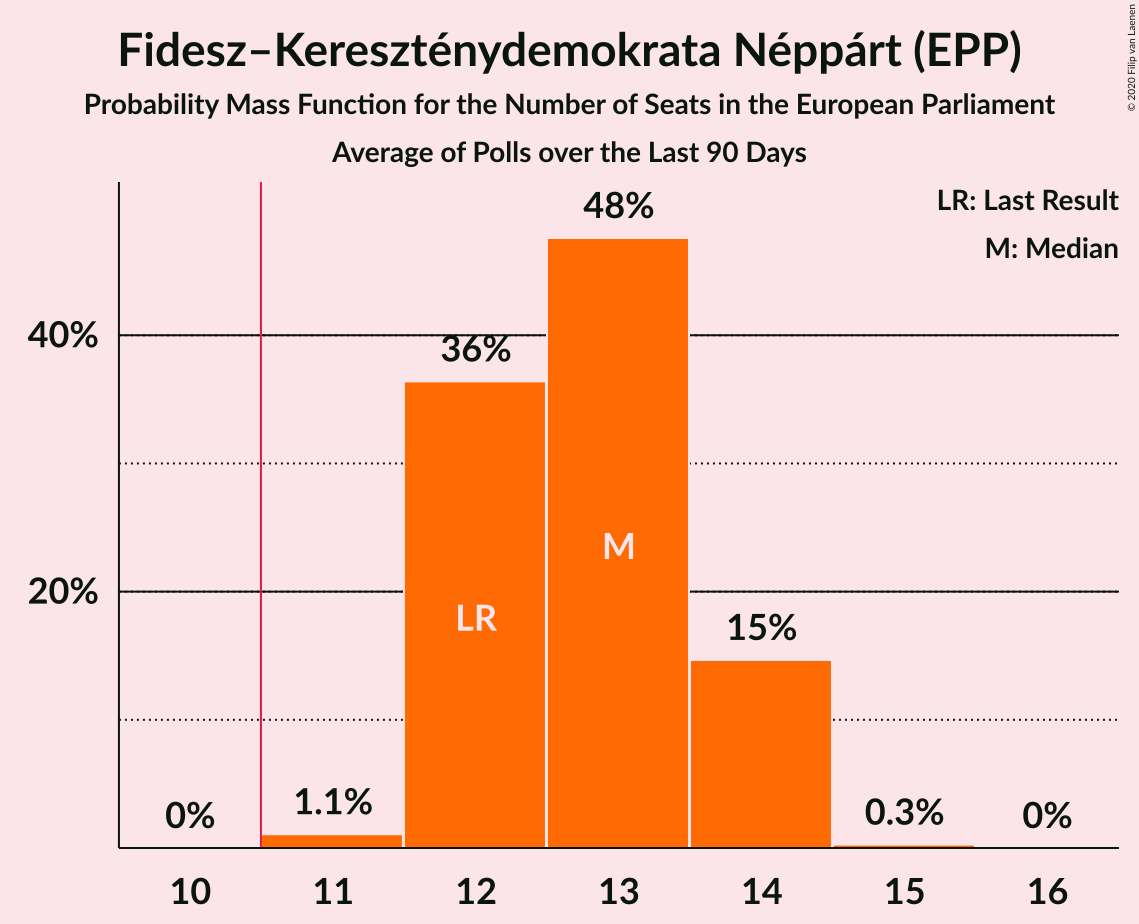 Fidesz–Kereszténydemokrata Néppárt (EPP)
Probability Mass Function for the Number of Seats in the European Parliament
Average of Polls over the Last 90 Days
© 2020 Filip van Laenen
LR: Last Result
M: Median
48%
40%
36%
M
20%
LR
15%
1.1%
0.3%
0%
0%
10 11 12 13 14 15 16